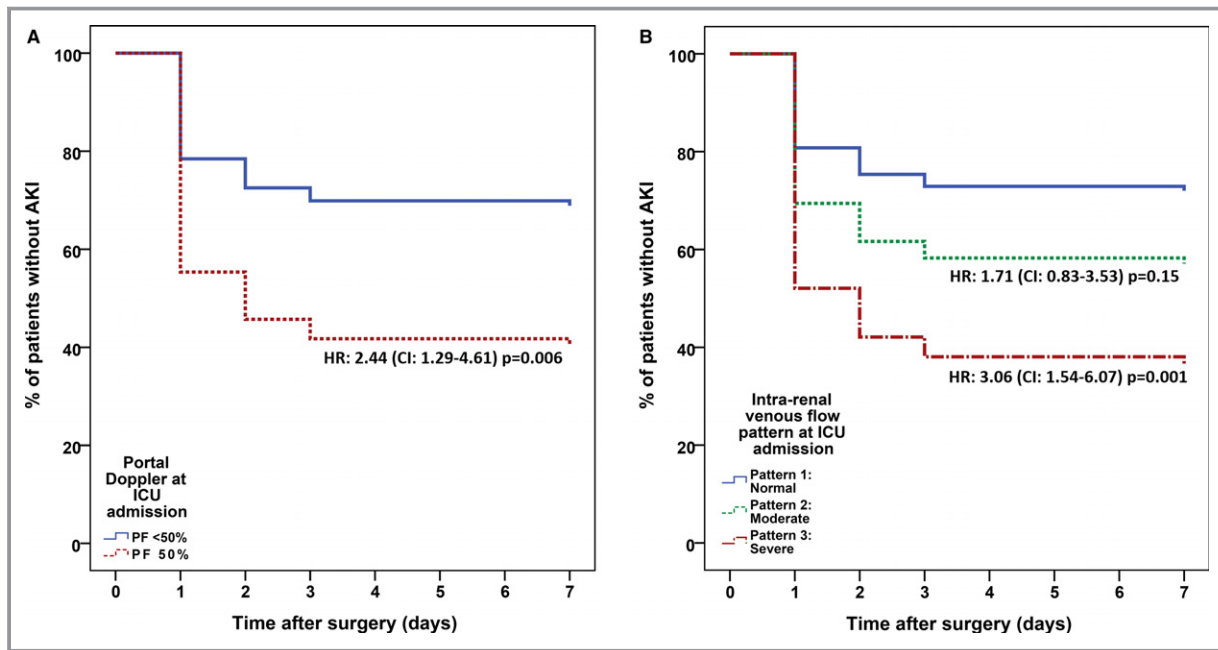 A
% of patients without AKI
100
80
60
40
20
0
HR: 2.44 (CI: 1.29-4.61) p=0.006
Portal
Doppler at
ICU
admission
PF <50%
PF 50%
0 1 2 3 4 5 6 7
Time after surgery (days)
B
% of patients without AKI
100
80
60
40
20
0
HR: 1.71 (CI: 0.83-3.53) p=0.15
HR: 3.06 (CI: 1.54-6.07) p=0.001
Intra-renal
venous flow
pattern at ICU
admission
Pattern 1:
Normal
Pattern 2:
Moderate
Pattern 3:
Severe
0 1 2 3 4 5 6 7
Time after surgery (days)